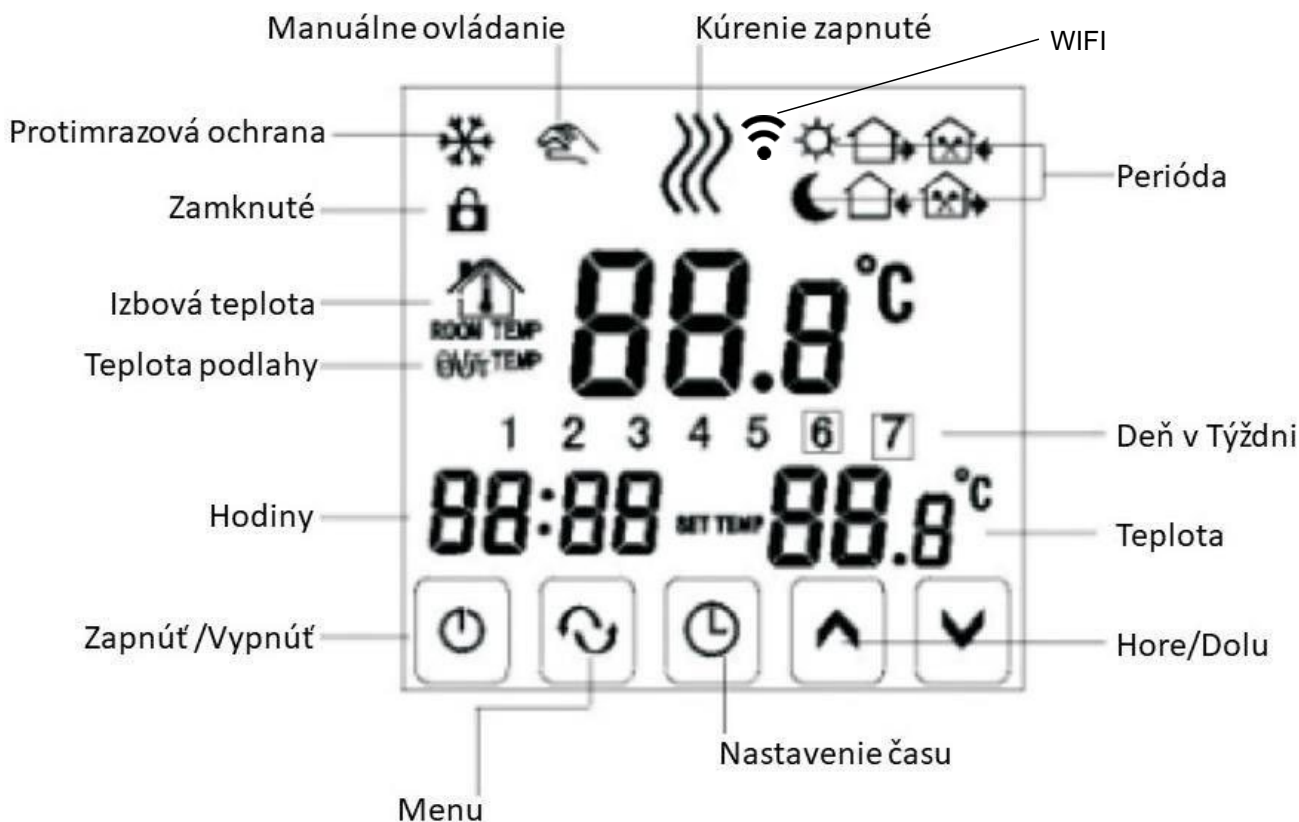 Manuálne ovládanie
Kúrenie zapnuté
WIFI
Protimrazová ochrana
Perióda
Zamknuté
88.8°C
Izbová teplota
ROOM TEMP
Teplota podlahy
TEMP
1 2 3 4 5 6 7
Deň v Týždni
Hodiny
88:88
SET TEMP
88.8°C
Teplota
Zapnúť /Vypnúť
Hore/Dolu
Nastavenie času
Menu